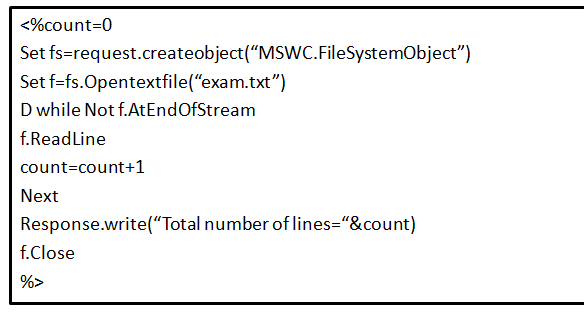 <%count=0
Set fs=request.createobject(“MSWC.FileSystemObject”)
Set f=fs.Opentextfile(“exam.txt”)
D while Not f.AtEndOfStream
f.ReadLine
count=count+1
Next
Response.write(“Total number of lines=“&count)
f.Close
%>